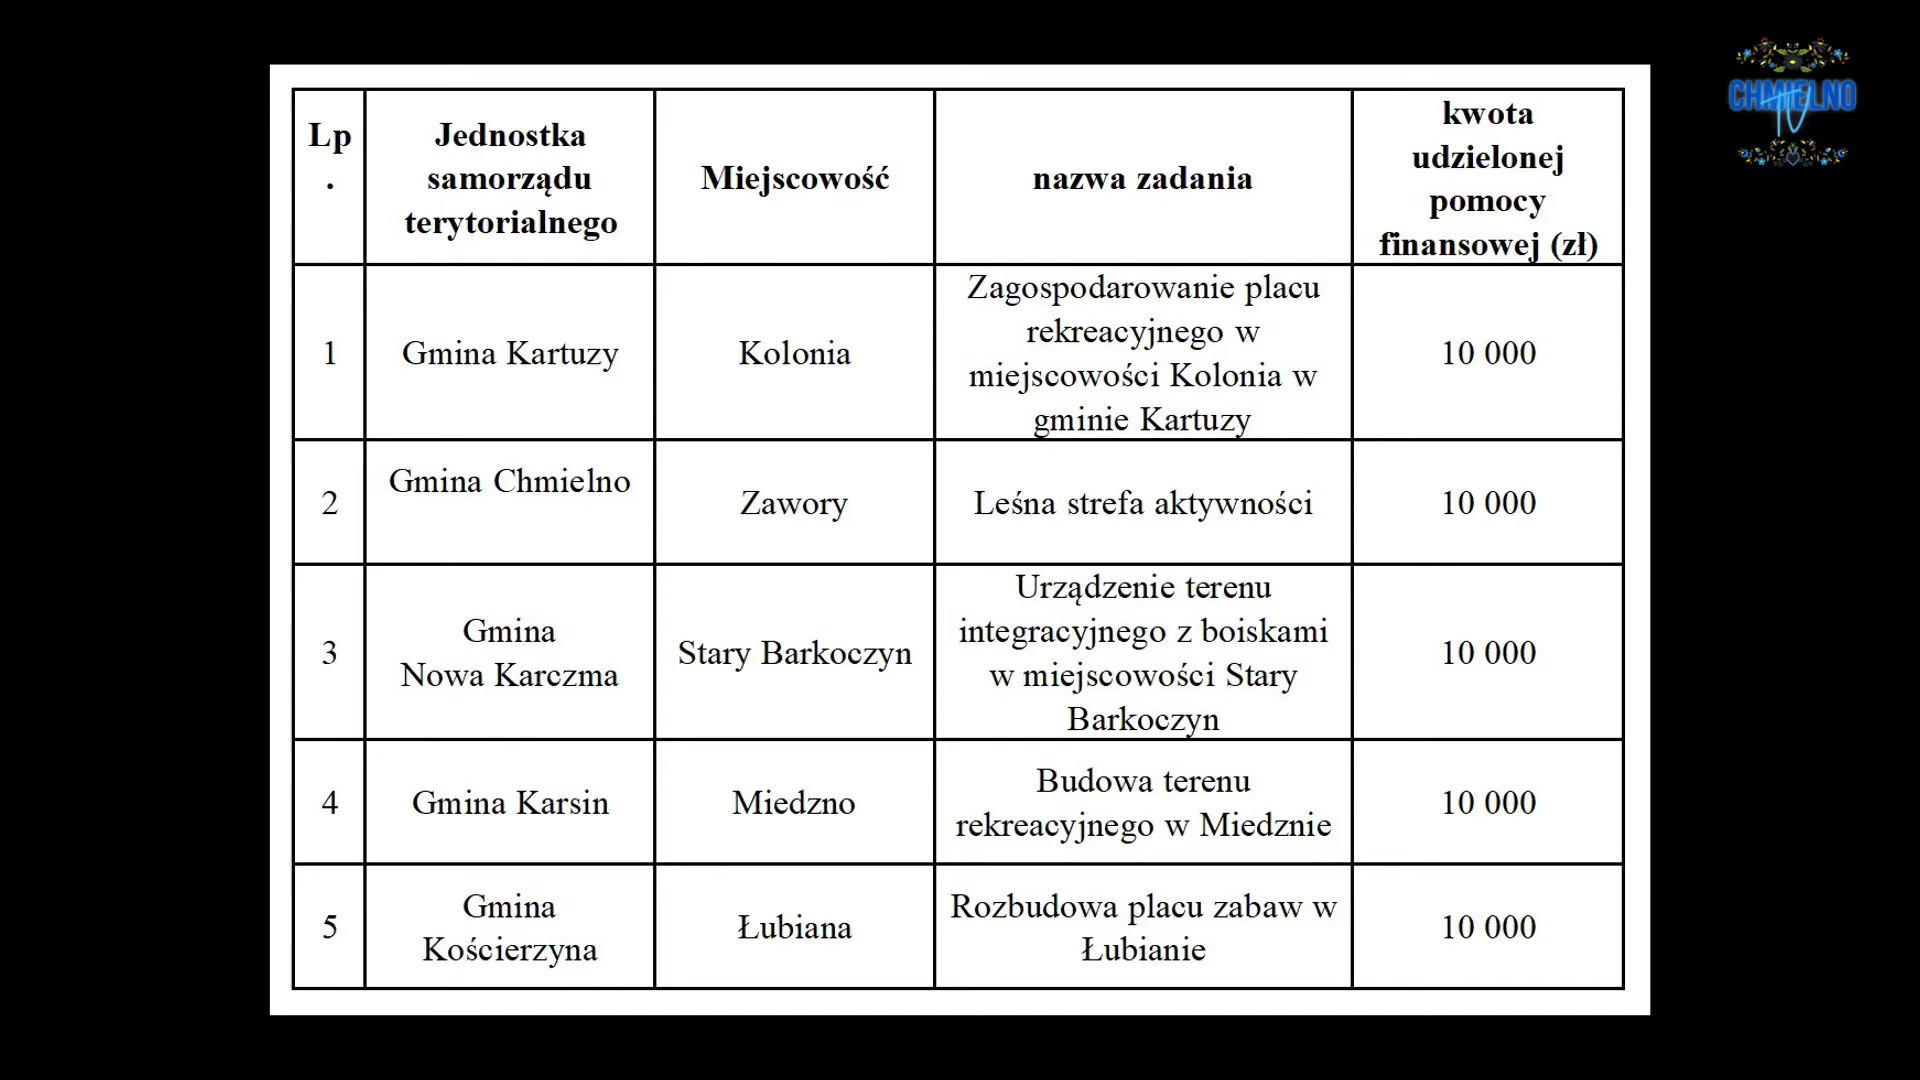 Lp
.
Jednostka
samorządu
terytorialnego
Miejscowość
nazwa zadania
kwota
udzielonej
pomocy
finansowej (zł)
1
Gmina Kartuzy
Kolonia
Zagospodarowanie placu
rekreacyjnego w
miejscowości Kolonia w
gminie Kartuzy
10 000
2
Gmina Chmielno
Zawory
Leśna strefa aktywności
10 000
3
Gmina
Nowa Karczma
Stary Barkoczyn
Urządzenie terenu
integracyjnego z boiskami
w miejscowości Stary
Barkoczyn
10 000
4
Gmina Karsin
Miedzno
Budowa terenu
rekreacyjnego w Miedznie
10 000
5
Gmina
Kościerzyna
Łubiana
Rozbudowa placu zabaw w
Łubianie
10 000
CHMIELNO
TV